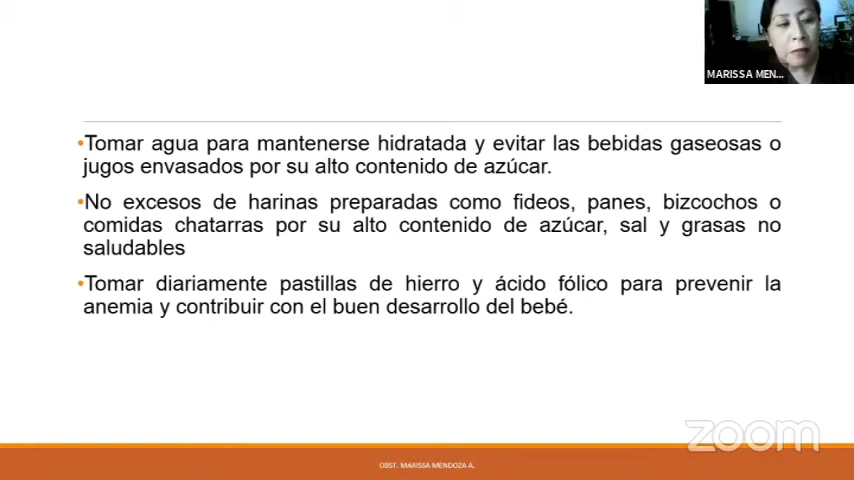 MARISSA MEN...
•Tomar agua para mantenerse hidratada y evitar las bebidas gaseosas o
jugos envasados por su alto contenido de azúcar.
•No excesos de harinas preparadas como fideos, panes, bizcochos o
comidas chatarras por su alto contenido de azúcar, sal y grasas no
saludables
•Tomar diariamente pastillas de hierro y ácido fólico para prevenir la
anemia y contribuir con el buen desarrollo del bebé.
zoom
OBST. MARISSA MENDOZA A.